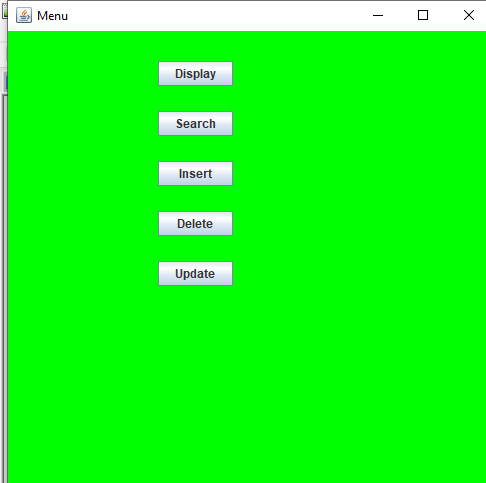 Menu
Display
Search
Insert
Delete
Update